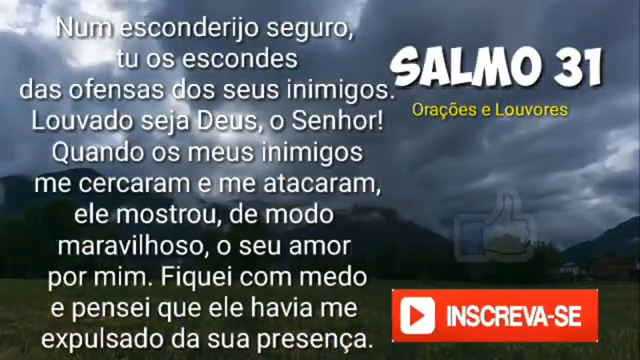 Num esconderijo seguro,
tu os escondes
das ofensas dos seus inimigos.
Louvado seja Deus, o Senhor!
Quando os meus inimigos
me cercaram e me atacaram,
ele mostrou, de modo
maravilhoso, o seu amor
por mim. Fiquei com medo
e pensei que ele havia me
expulsado da sua presença.
SALMO 31
Orações e Louvores
INSCREVA-SE